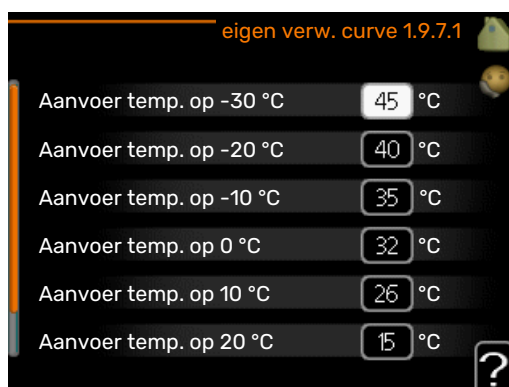 eigen verw. curve 1.9.7.1
Aanvoer temp. op -30 °C 45 °C
Aanvoer temp. op -20 °C 40 °C
Aanvoer temp. op -10 °C 35 °C
Aanvoer temp. op 0 °C 32 °C
Aanvoer temp. op 10 °C 26 °C
Aanvoer temp. op 20 °C 15 °C
?